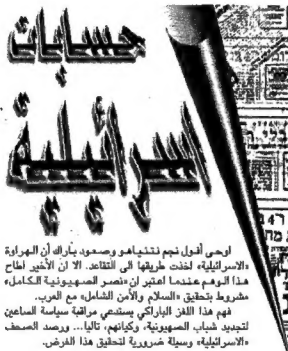 حسابات
اسرائيلية
اوحى أفول نجم نتنياهو وصعود باراك أن الهراوة
«الاسرائيلية» اخذت طريقها الى التقاعد. الا ان الأخير اطاح
هذا الوهم عندما اعتبر ان «نصر الصهيونية الكامل»
مشروط بتحقيق «السلام والأمن الشامل» مع العرب.
فهم هذا اللغز الباراكي يستدعي مراقبة سياسة الساعين
لتجديد شباب الصهيونية، وكيانهم، تاليا... ورصد الصحف
«الاسرائيلية» وسيلة ضرورية لتحقيق هذا الغرض.